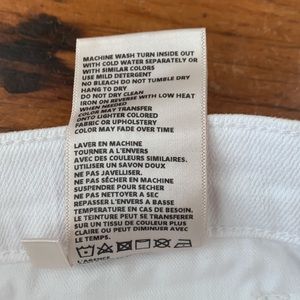 MACHINE WASH TURN INSIDE OUT
WITH COLD WATER SEPARATELY OR
WITH SIMILAR COLORS
USE MILD DETERGENT
NO BLEACH DO NOT TUMBLE DRY
HANG TO DRY
DO NOT DRY CLEAN
IRON ON REVERSE WITH LOW HEAT
WHEN NEEDED
COLOR MAY TRANSFER
ONTO LIGHTER COLORED
FABRIC OR UPHOLSTERY
COLOR MAY FADE OVER TIME
LAVER EN MACHINE
TOURNER A L'ENVERS
AVEC DES COULEURS SIMILAIRES.
UTILISER UN SAVON DOUX
NE PAS JAVELLISER.
NE PAS SÉCHER EN MACHINE
SUSPENDRE POUR SÉCHER
NE PAS NETTOYER À SEC
REPASSER L'ENVERS A BASSE
TEMPERATURE EN CAS DE BESOIN.
LE TEINTURE PEUT SE TRANSFERER
SUR UN TISSU DE COULEUR PLUS
CLAIRE OU S'ATTENUER AVEC
LE TEMPS.